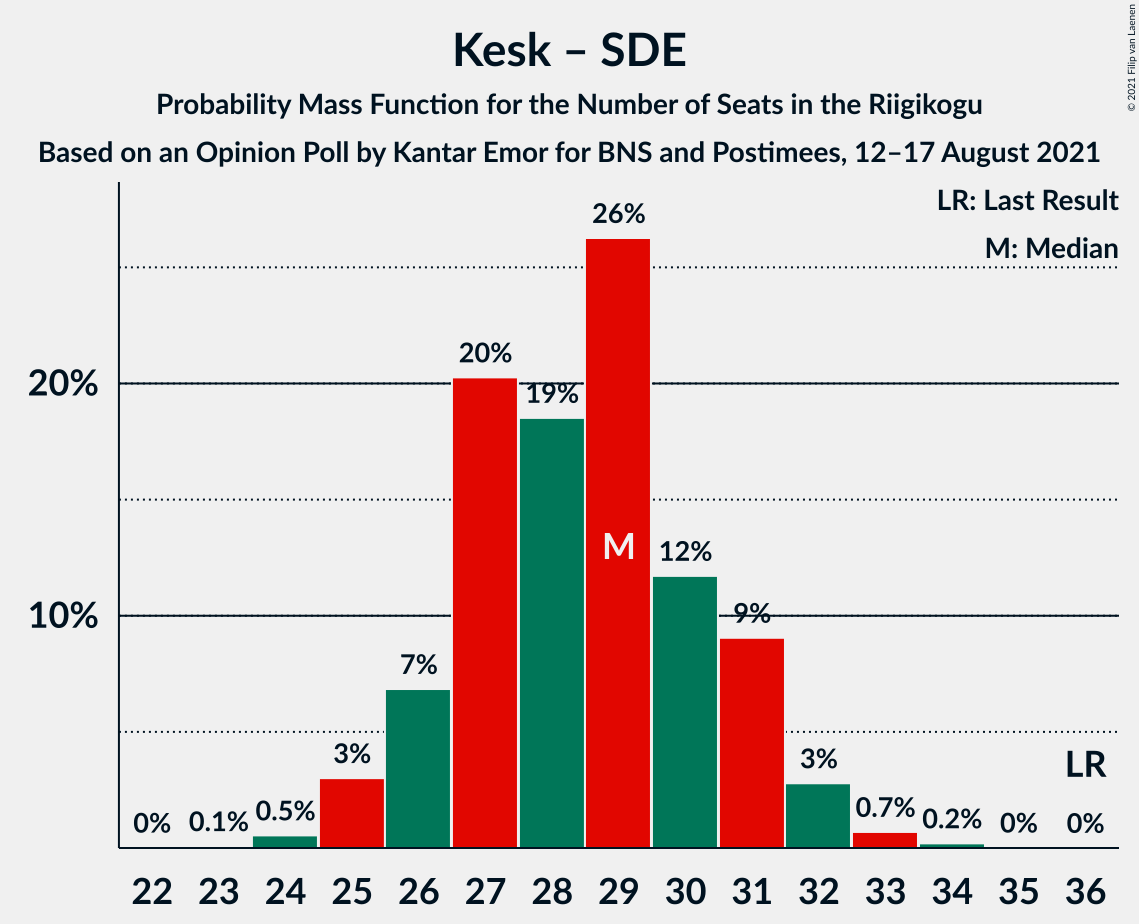 Kesk – SDE
Probability Mass Function for the Number of Seats in the Riigikogu
Based on an Opinion Poll by Kantar Emor for BNS and Postimees, 12–17 August 2021
© 2021 Filip van Laenen
LR: Last Result
M: Median
26%
20%
20%
19%
M
12%
10%
9%
7%
3%
3%
LR
0%
0.1%
0.5%
0.7%
0.2%
0%
0%
22 23 24 25 26 27 28 29 30 31 32 33 34 35 36